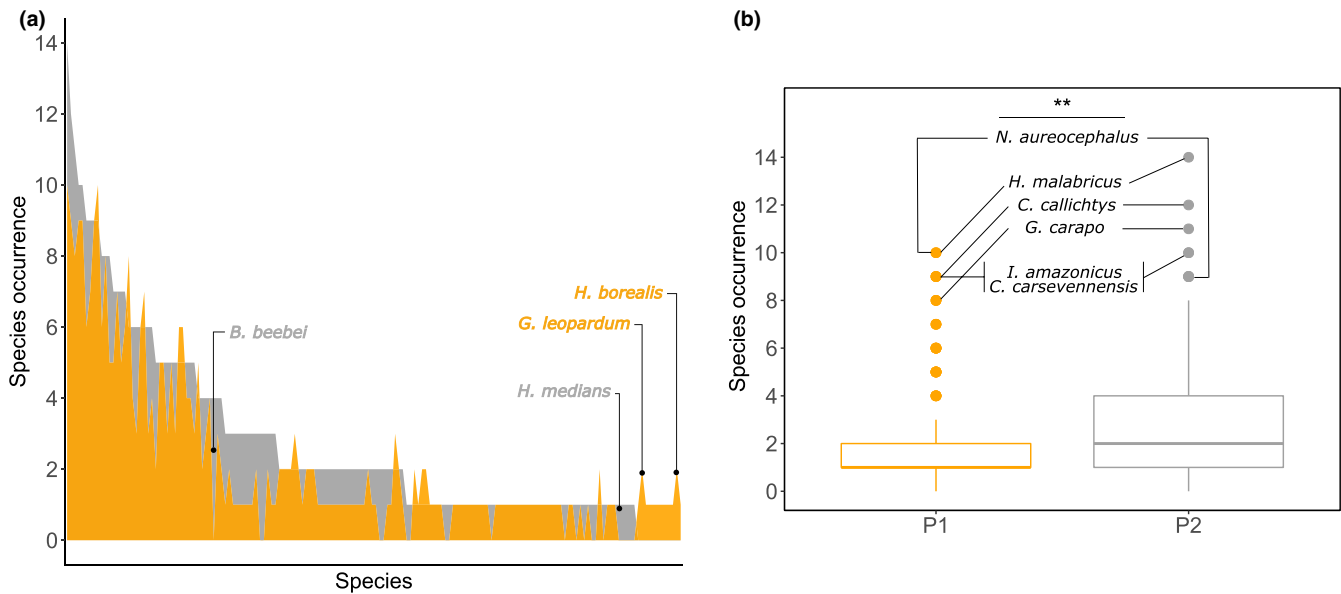 (a)
14
12
10
8
6
4
2
0
Species occurrence
B. beebei
H. borealis
G. leopardum
H. medians
Species
(b)
**
N. aureocephalus
H. malabricus
C. callichtys
G. carapo
I. amazonicus
C. carsevennensis
14
12
10
8
6
4
2
0
Species occurrence
P1
P2